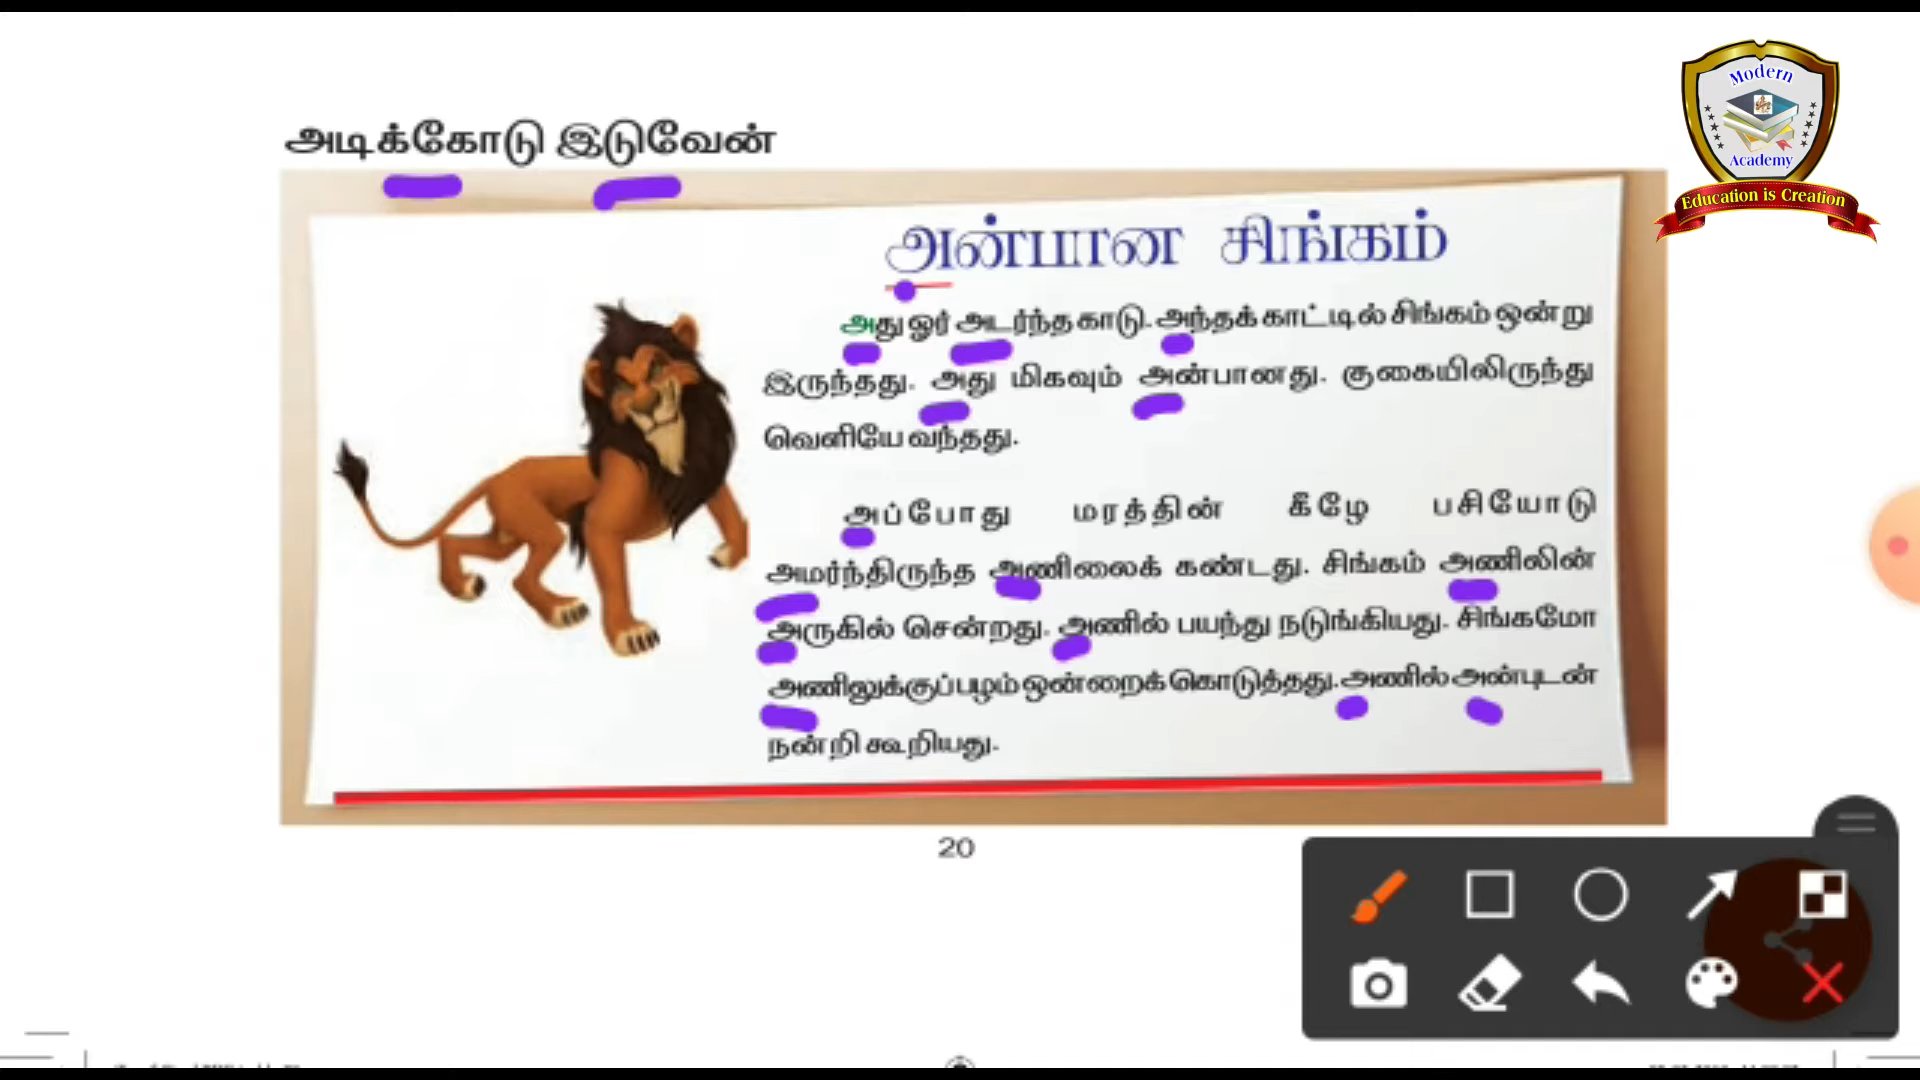 Modern
Academy
Education is Creation
அடிக்கோடு இடுவேன்
அன்பான சிங்கம்
அது ஓர் அடர்ந்த காடு. அந்தக் காட்டில் சிங்கம் ஒன்று
இருந்தது. அது மிகவும் அன்பானது. குகையிலிருந்து
வெளியே வந்தது.
அப்போது மரத்தின் கீழே பசியோடு
அமர்ந்திருந்த அணிலைக் கண்டது. சிங்கம் அணிலின்
அருகில் சென்றது. அணில் பயந்து நடுங்கியது. சிங்கமோ
அணிலுக்குப் பழம் ஒன்றைக் கொடுத்தது. அணில் அன்புடன்
நன்றி கூறியது.
20